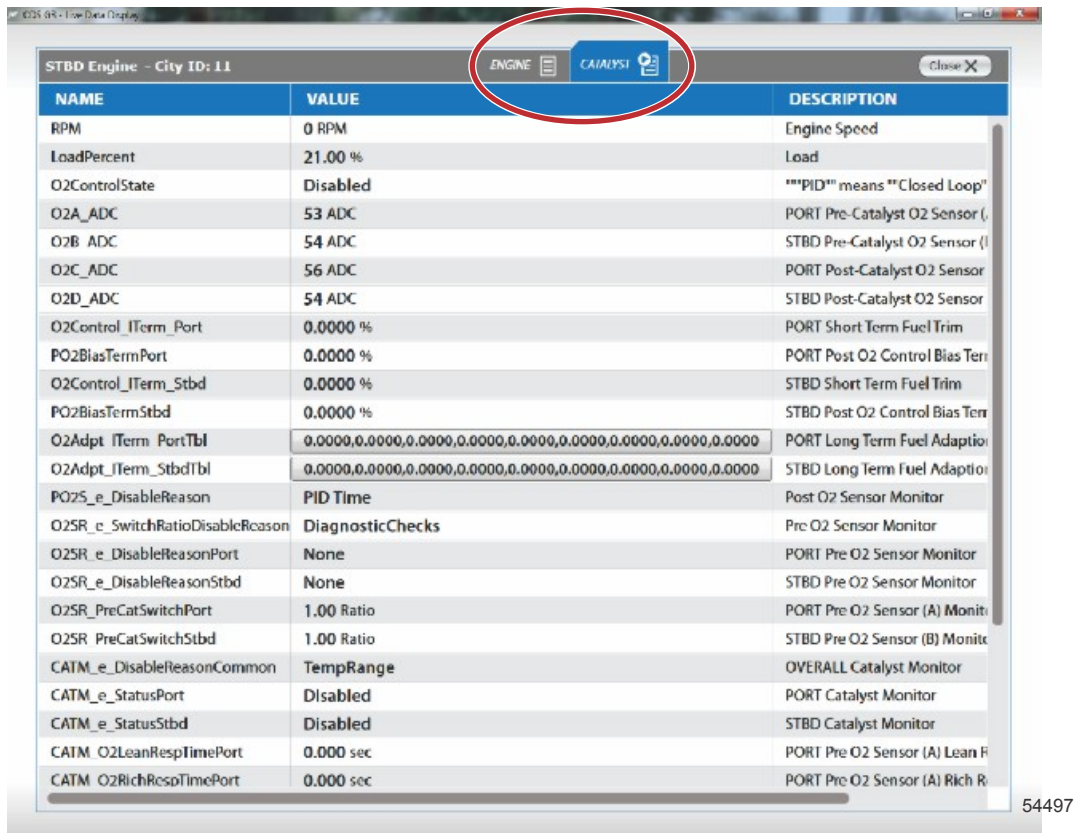 CDS G3 - Live Data Display
STBD Engine - City ID: 11
ENGINE
CATALYST
Close X
NAME VALUE DESCRIPTION
RPM 0 RPM Engine Speed
LoadPercent 21.00 % Load
O2ControlState Disabled """PID"" means ""Closed Loop"
O2A_ADC 53 ADC PORT Pre-Catalyst O2 Sensor (
O2B_ADC 54 ADC STBD Pre-Catalyst O2 Sensor (
O2C_ADC 56 ADC PORT Post-Catalyst O2 Sensor
O2D_ADC 54 ADC STBD Post-Catalyst O2 Sensor
O2Control_ITerm_Port 0.0000 % PORT Short Term Fuel Trim
PO2BiasTermPort 0.0000 % PORT Post O2 Control Bias Ter
O2Control_ITerm_Stbd 0.0000 % STBD Short Term Fuel Trim
PO2BiasTermStbd 0.0000 % STBD Post O2 Control Bias Ter
O2Adpt_ITerm_PortTbl 0.0000,0.0000,0.0000,0.0000,0.0000,0.0000,0.0000,0.0000,0.0000 PORT Long Term Fuel Adaptio
O2Adpt_ITerm_StbdTbl 0.0000,0.0000,0.0000,0.0000,0.0000,0.0000,0.0000,0.0000,0.0000 STBD Long Term Fuel Adaptio
PO2S_e_DisableReason PID Time Post O2 Sensor Monitor
O2SR_e_SwitchRatioDisableReason DiagnosticChecks Pre O2 Sensor Monitor
O2SR_e_DisableReasonPort None PORT Pre O2 Sensor Monitor
O2SR_e_DisableReasonStbd None STBD Pre O2 Sensor Monitor
O2SR_PreCatSwitchPort 1.00 Ratio PORT Pre O2 Sensor (A) Monit
O2SR_PreCatSwitchStbd 1.00 Ratio STBD Pre O2 Sensor (B) Monit
CATM_e_DisableReasonCommon TempRange OVERALL Catalyst Monitor
CATM_e_StatusPort Disabled PORT Catalyst Monitor
CATM_e_StatusStbd Disabled STBD Catalyst Monitor
CATM_O2LeanRespTimePort 0.000 sec PORT Pre O2 Sensor (A) Lean R
CATM_O2RichRespTimePort 0.000 sec PORT Pre O2 Sensor (A) Rich R
54497